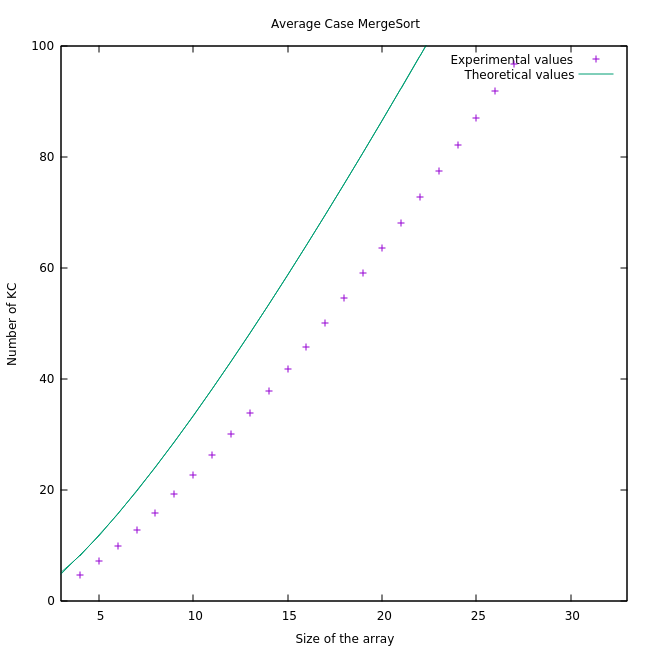 Average Case MergeSort
100
80
60
40
20
0
Number of KC
Experimental values
Theoretical values
5
10
15
20
25
30
Size of the array